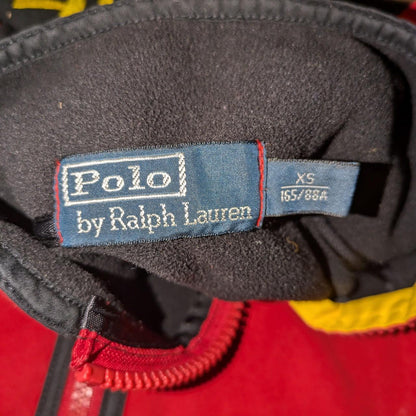 Polo
by Ralph Lauren
XS
165/88A